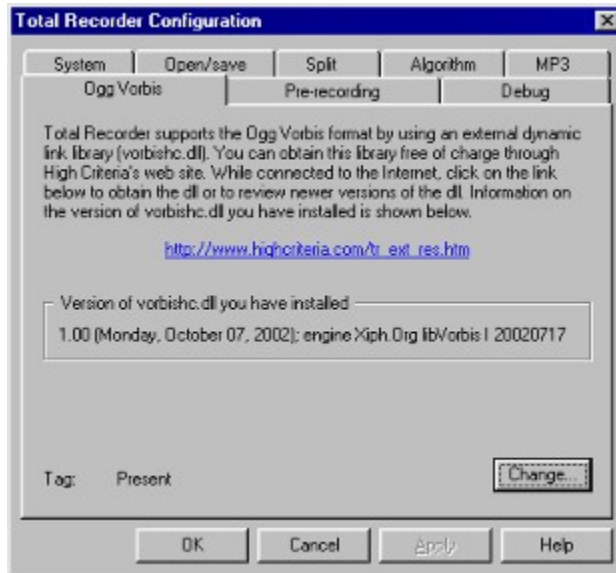 Total Recorder Configuration
System Open/save Split Algorithm MP3
Ogg Vorbis Pre-recording Debug
Total Recorder supports the Ogg Vorbis format by using an external dynamic
link library (vorbishc.dll). You can obtain this library free of charge through
High Criteria's web site. While connected to the Internet, click on the link
below to obtain the dll or to review newer versions of the dll. Information on
the version of vorbishc.dll you have installed is shown below.
http://www.highcriteria.com/tr_ext_res.htm
Version of vorbishc.dll you have installed
1.00 (Monday, October 07, 2002); engine Xiph.Org libVorbis I 20020717
Tag: Present
Change...
OK Cancel Apply Help